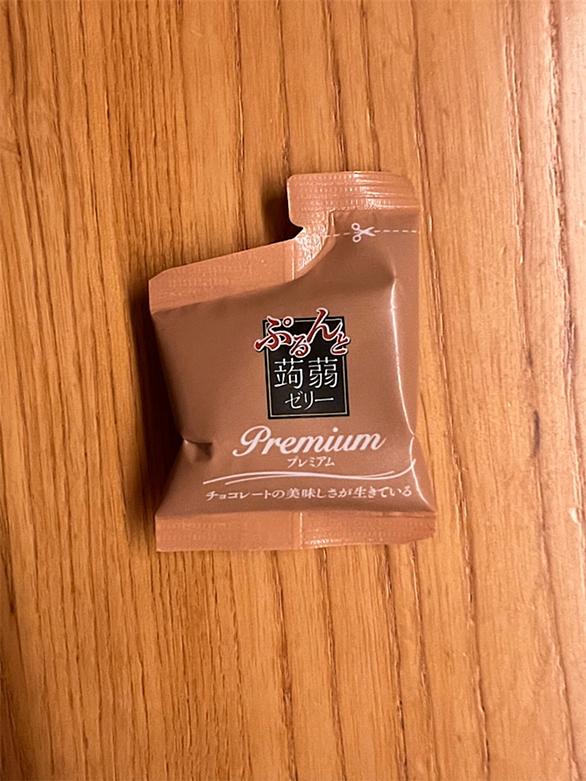 ぷるんと
蒟蒻
ゼリー
Premium
プレミアム
チョコレートの美味しさが生きている